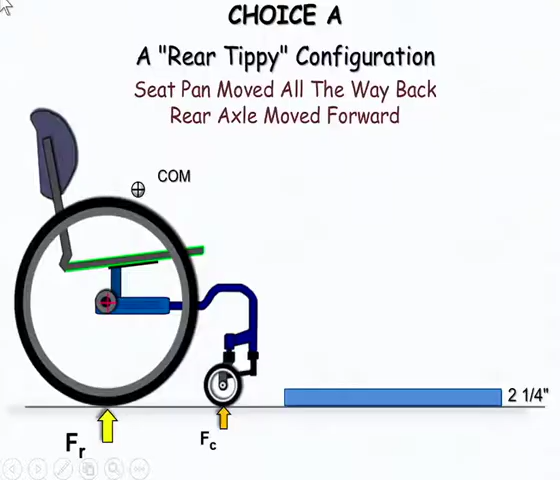 CHOICE A
A "Rear Tippy" Configuration
Seat Pan Moved All The Way Back
Rear Axle Moved Forward
COM
2 1/4"
Fr
Fc